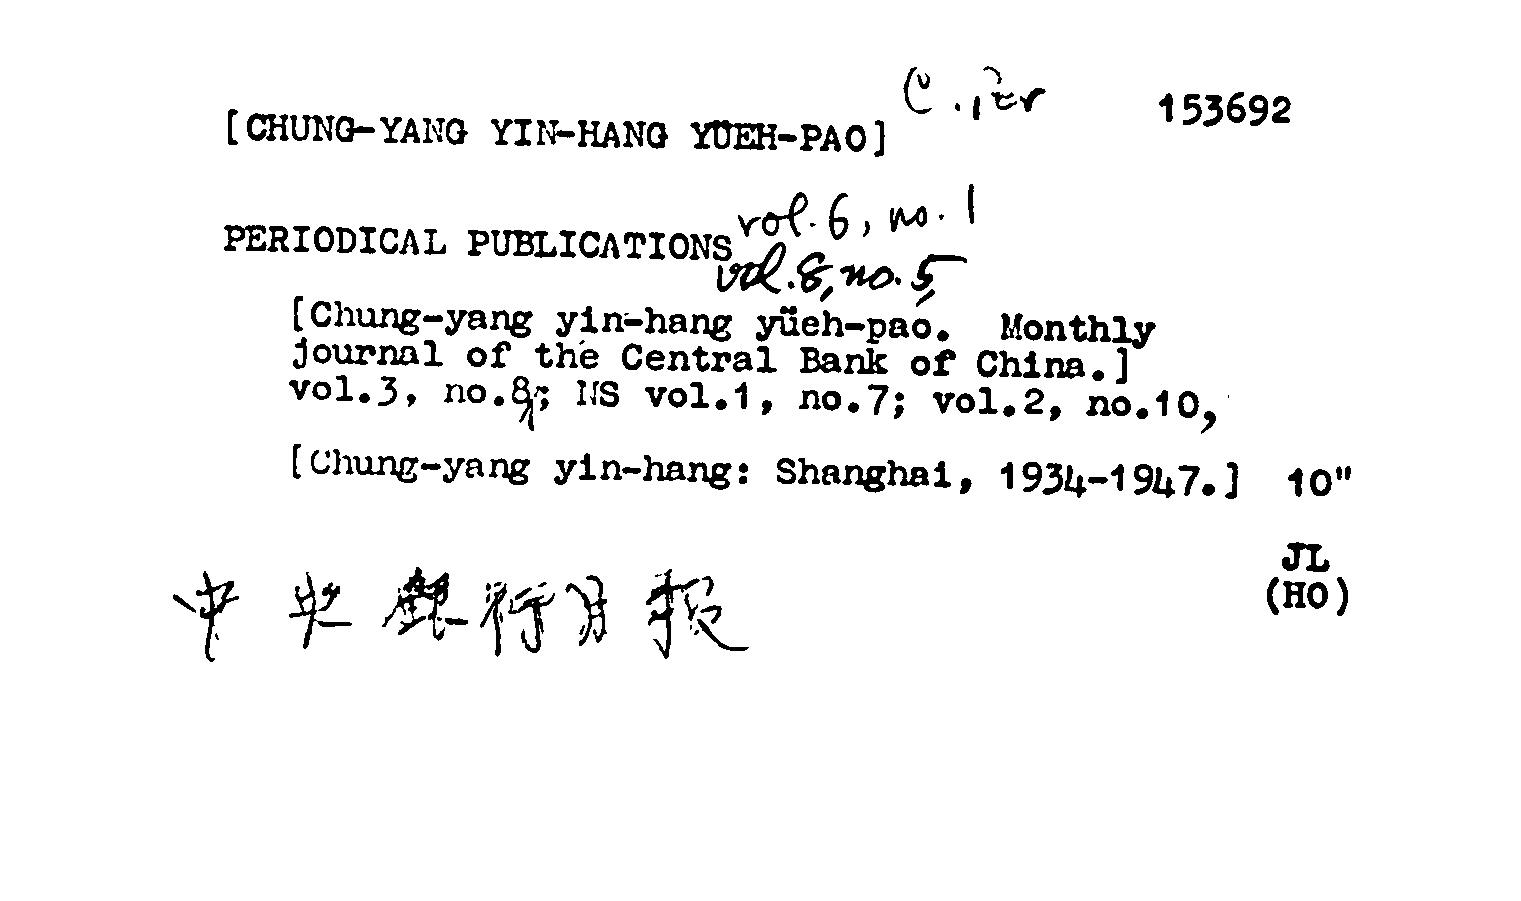 C. Per 153692
[CHUNG-YANG YIN-HANG YÜEH-PAO]
vol. 6, no. 1
PERIODICAL PUBLICATIONS
vol. 8, no. 5,
[Chung-yang yin-hang yüeh-pao. Monthly
journal of the Central Bank of China.]
vol.3, no.8; NS vol.1, no.7; vol.2, no.10,
[Chung-yang yin-hang: Shanghai, 1934-1947.] 10"
JL
(HO)
中央銀行月報